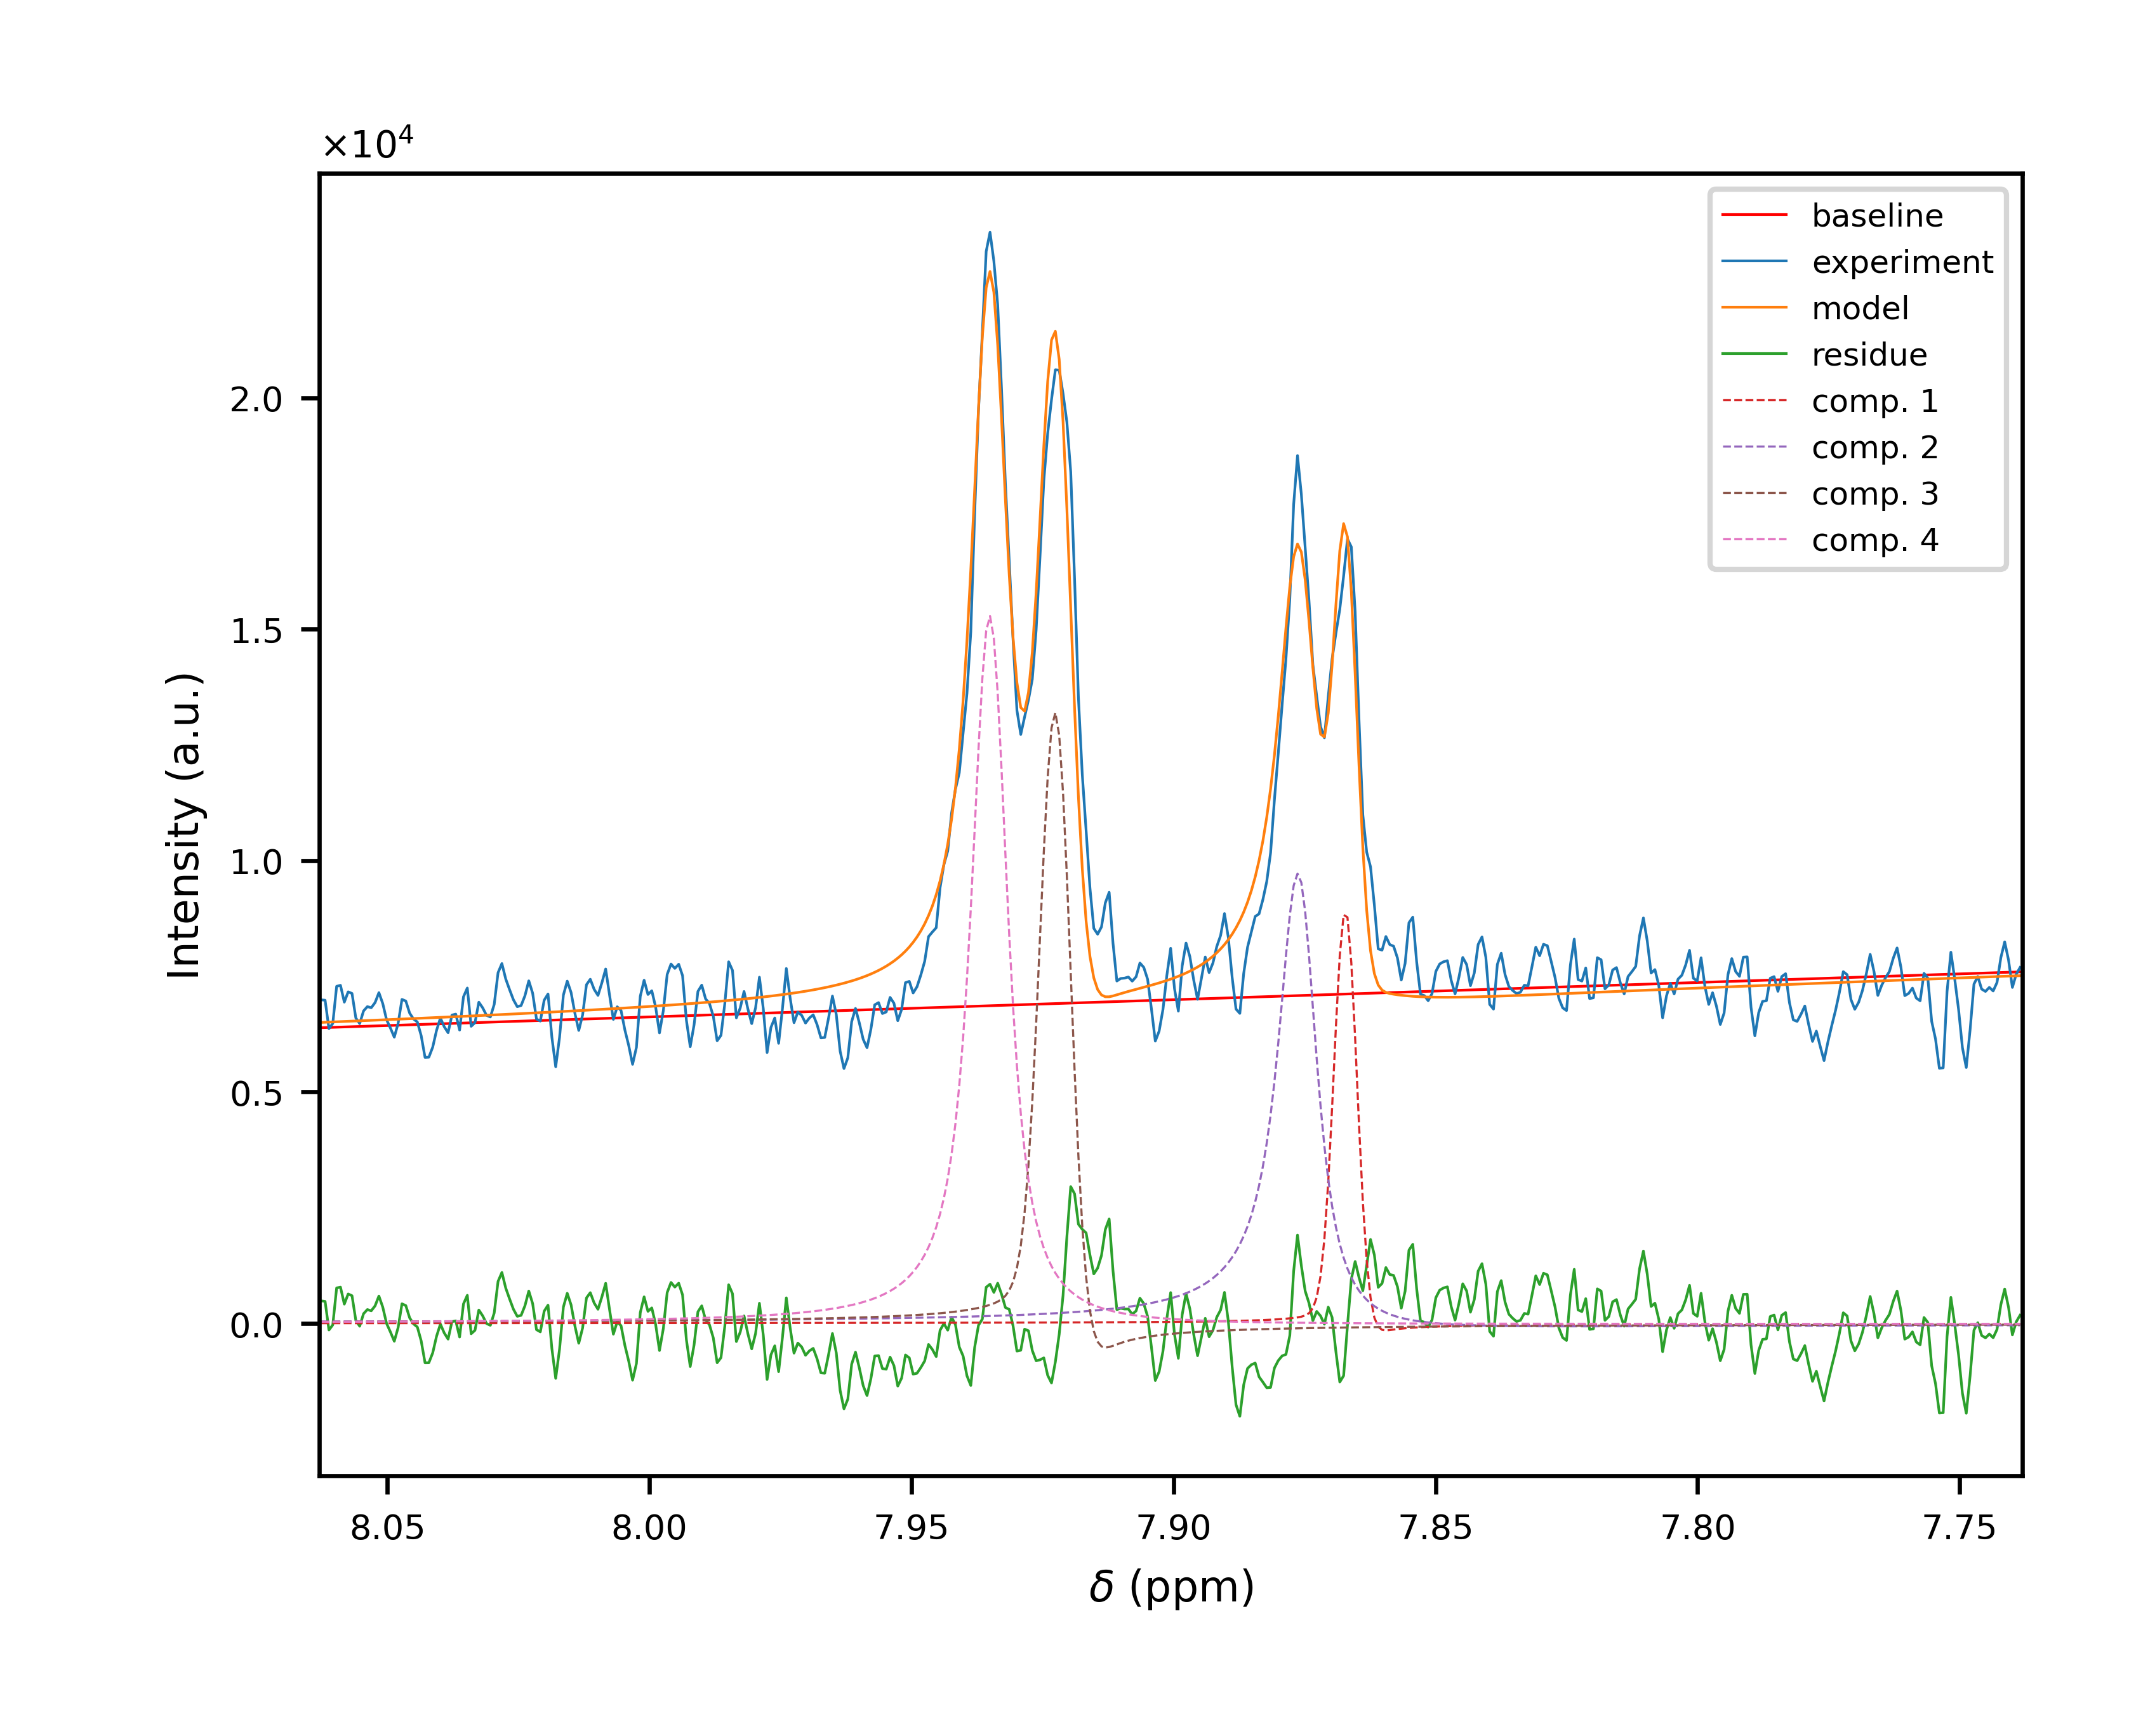 ×10⁴
baseline
experiment
model
residue
comp. 1
comp. 2
comp. 3
comp. 4
Intensity (a.u.)
2.0
1.5
1.0
0.5
0.0
8.05 8.00 7.95 7.90 7.85 7.80 7.75
δ (ppm)